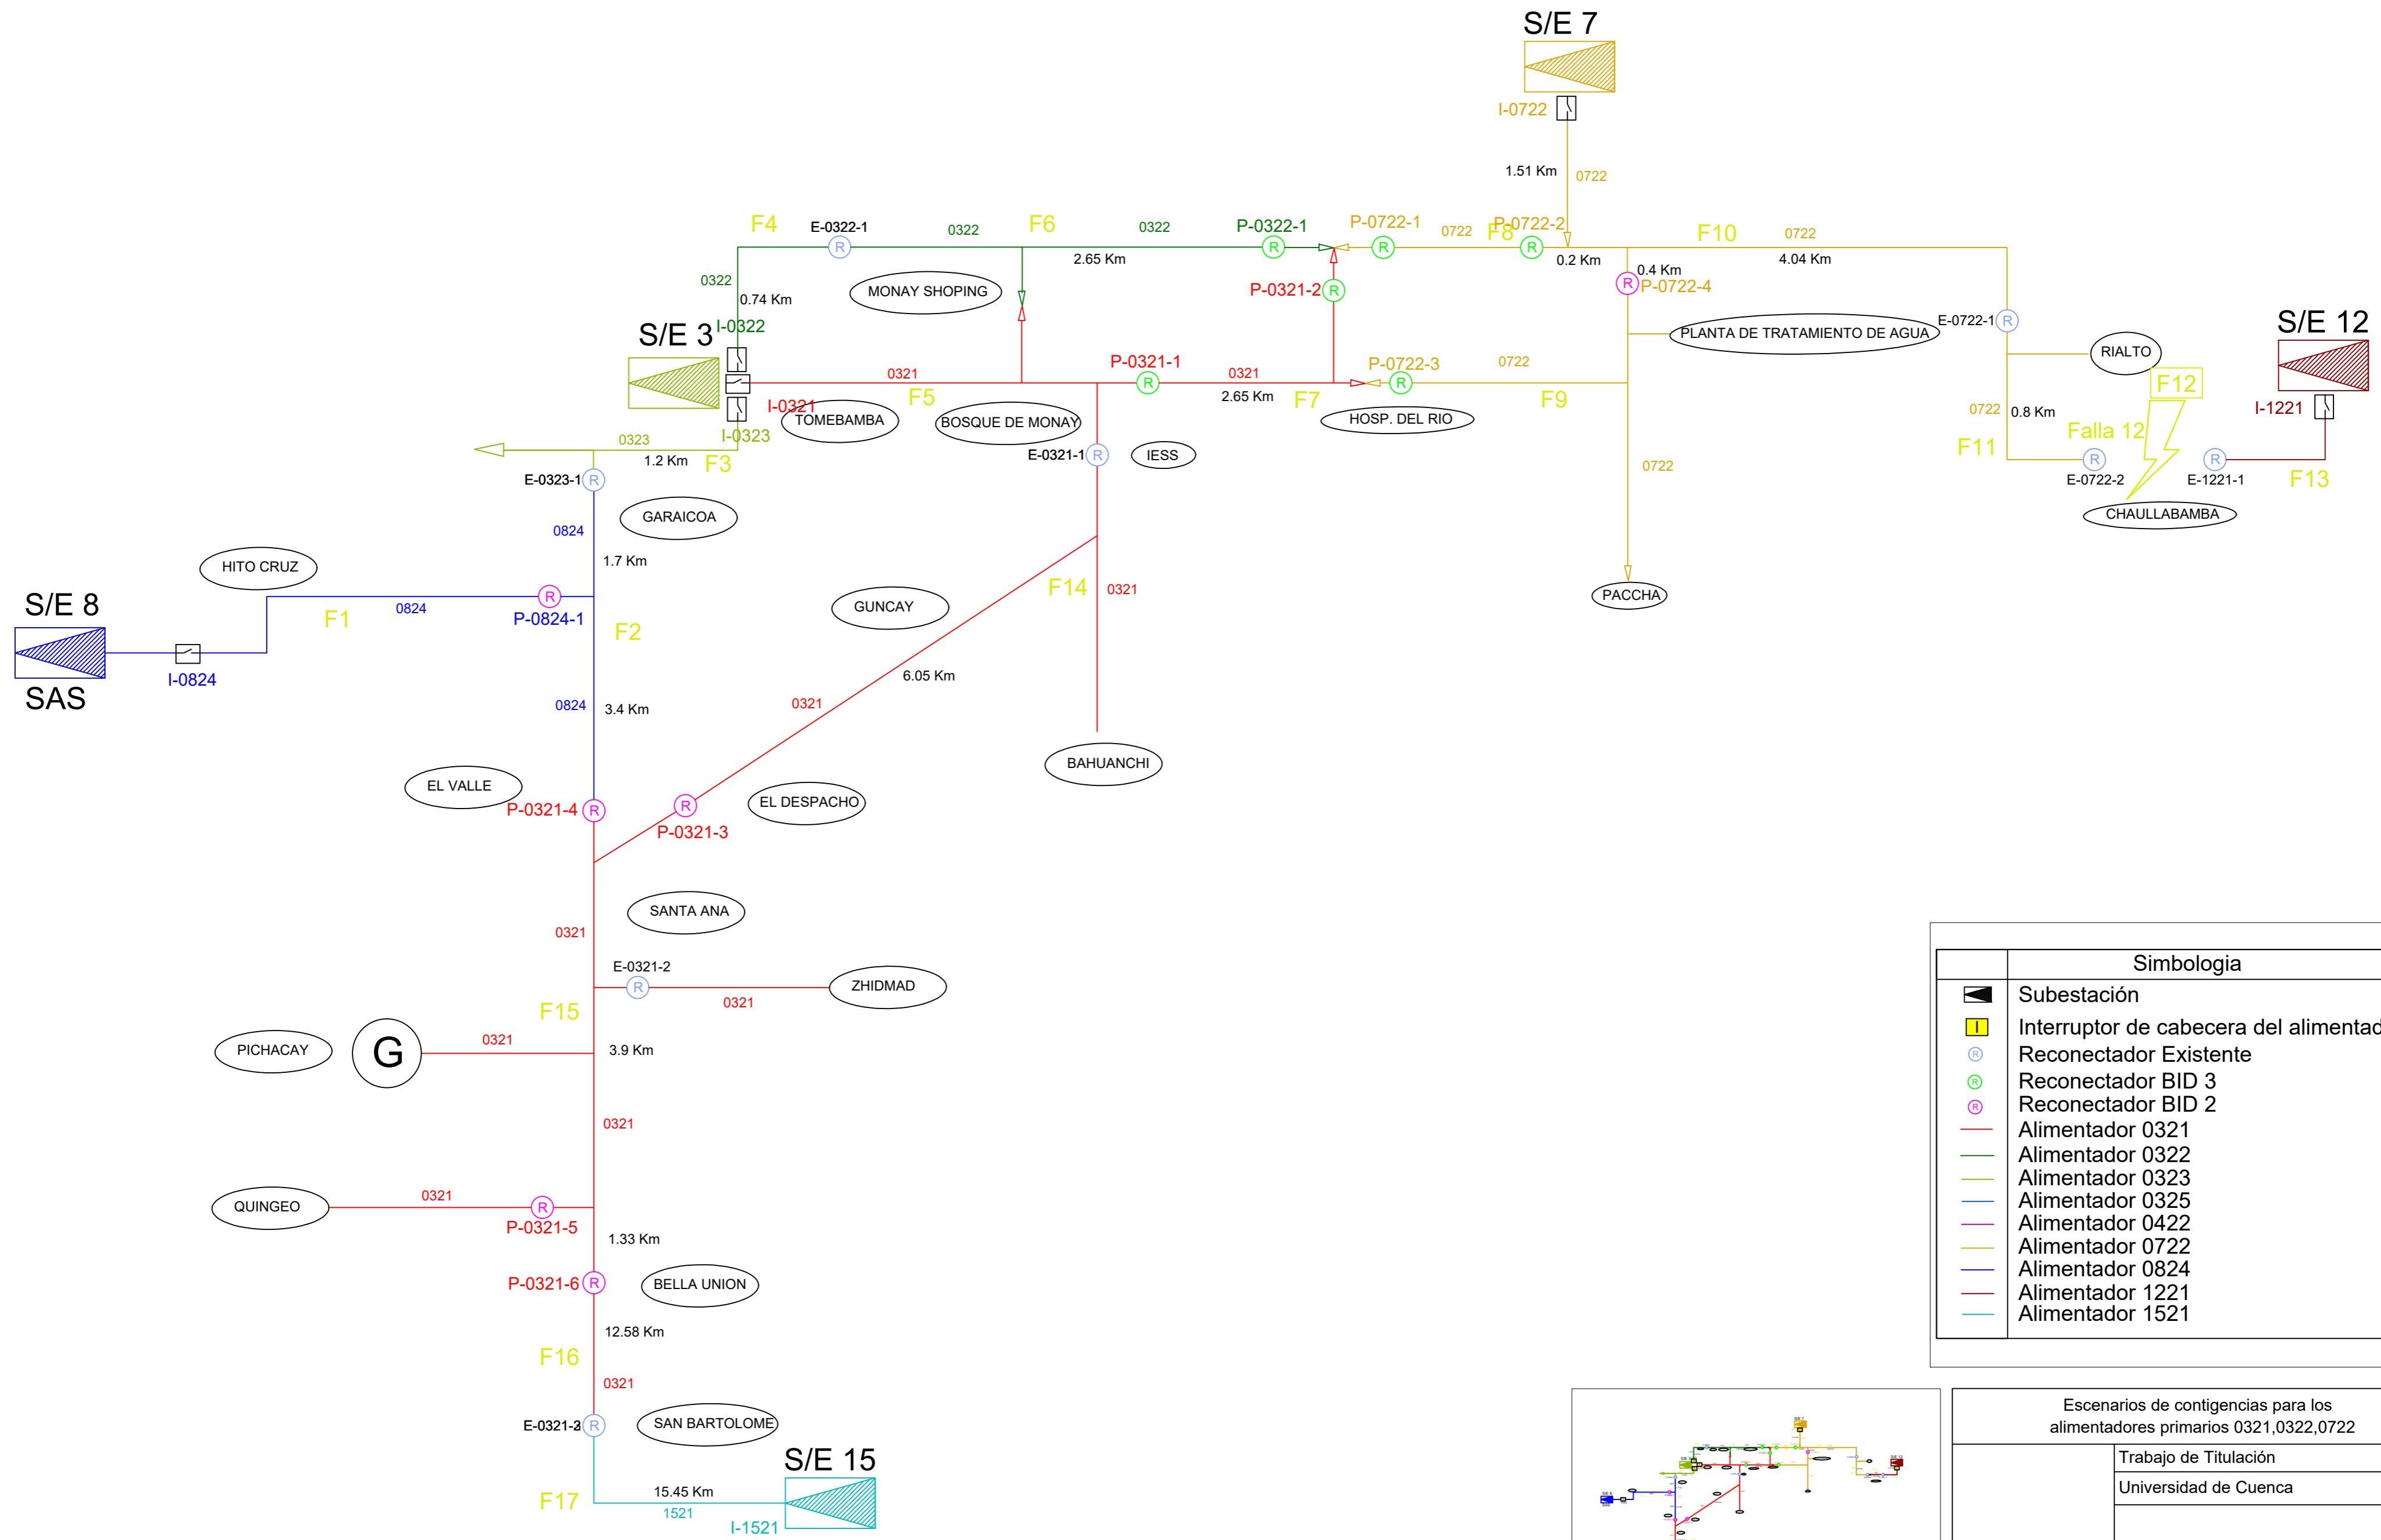 S/E 7
I-0722
1.51 Km
0722
F4
E-0322-1
0322
F6
0322
P-0322-1
P-0722-1
0722
F8
P-0722-2
F10
0722
2.65 Km
0.2 Km
0.4 Km
4.04 Km
0322
0.74 Km
MONAY SHOPING
P-0321-2
R
P-0722-4
S/E 3
I-0322
PLANTA DE TRATAMIENTO DE AGUA
E-0722-1
S/E 12
RIALTO
P-0321-1
P-0722-3
0722
0321
F5
0321
2.65 Km
F7
F9
F12
I-0321
TOMEBAMBA
BOSQUE DE MONAY
HOSP. DEL RIO
0722
0.8 Km
I-1221
I-0323
0323
1.2 Km
F3
E-0321-1
IESS
0722
F11
Falla 12
E-0323-1
E-0722-2
E-1221-1
F13
GARAICOA
CHAULLABAMBA
0824
1.7 Km
HITO CRUZ
S/E 8
F1
0824
P-0824-1
F2
GUNCAY
F14
0321
PACCHA
SAS
I-0824
0824
3.4 Km
6.05 Km
0321
BAHUANCHI
EL VALLE
P-0321-4
EL DESPACHO
P-0321-3
SANTA ANA
0321
E-0321-2
ZHIDMAD
0321
F15
PICHACAY
G
0321
3.9 Km
0321
QUINGEO
0321
P-0321-5
1.33 Km
P-0321-6
BELLA UNION
12.58 Km
F16
0321
SAN BARTOLOME
S/E 15
F17
15.45 Km
1521
I-1521
Simbologia
Subestación
I
Interruptor de cabecera del alimentad
R
Reconectador Existente
R
Reconectador BID 3
R
Reconectador BID 2
Alimentador 0321
Alimentador 0322
Alimentador 0323
Alimentador 0325
Alimentador 0422
Alimentador 0722
Alimentador 0824
Alimentador 1221
Alimentador 1521
Escenarios de contigencias para los
alimentadores primarios 0321,0322,0722
Trabajo de Titulación
Universidad de Cuenca